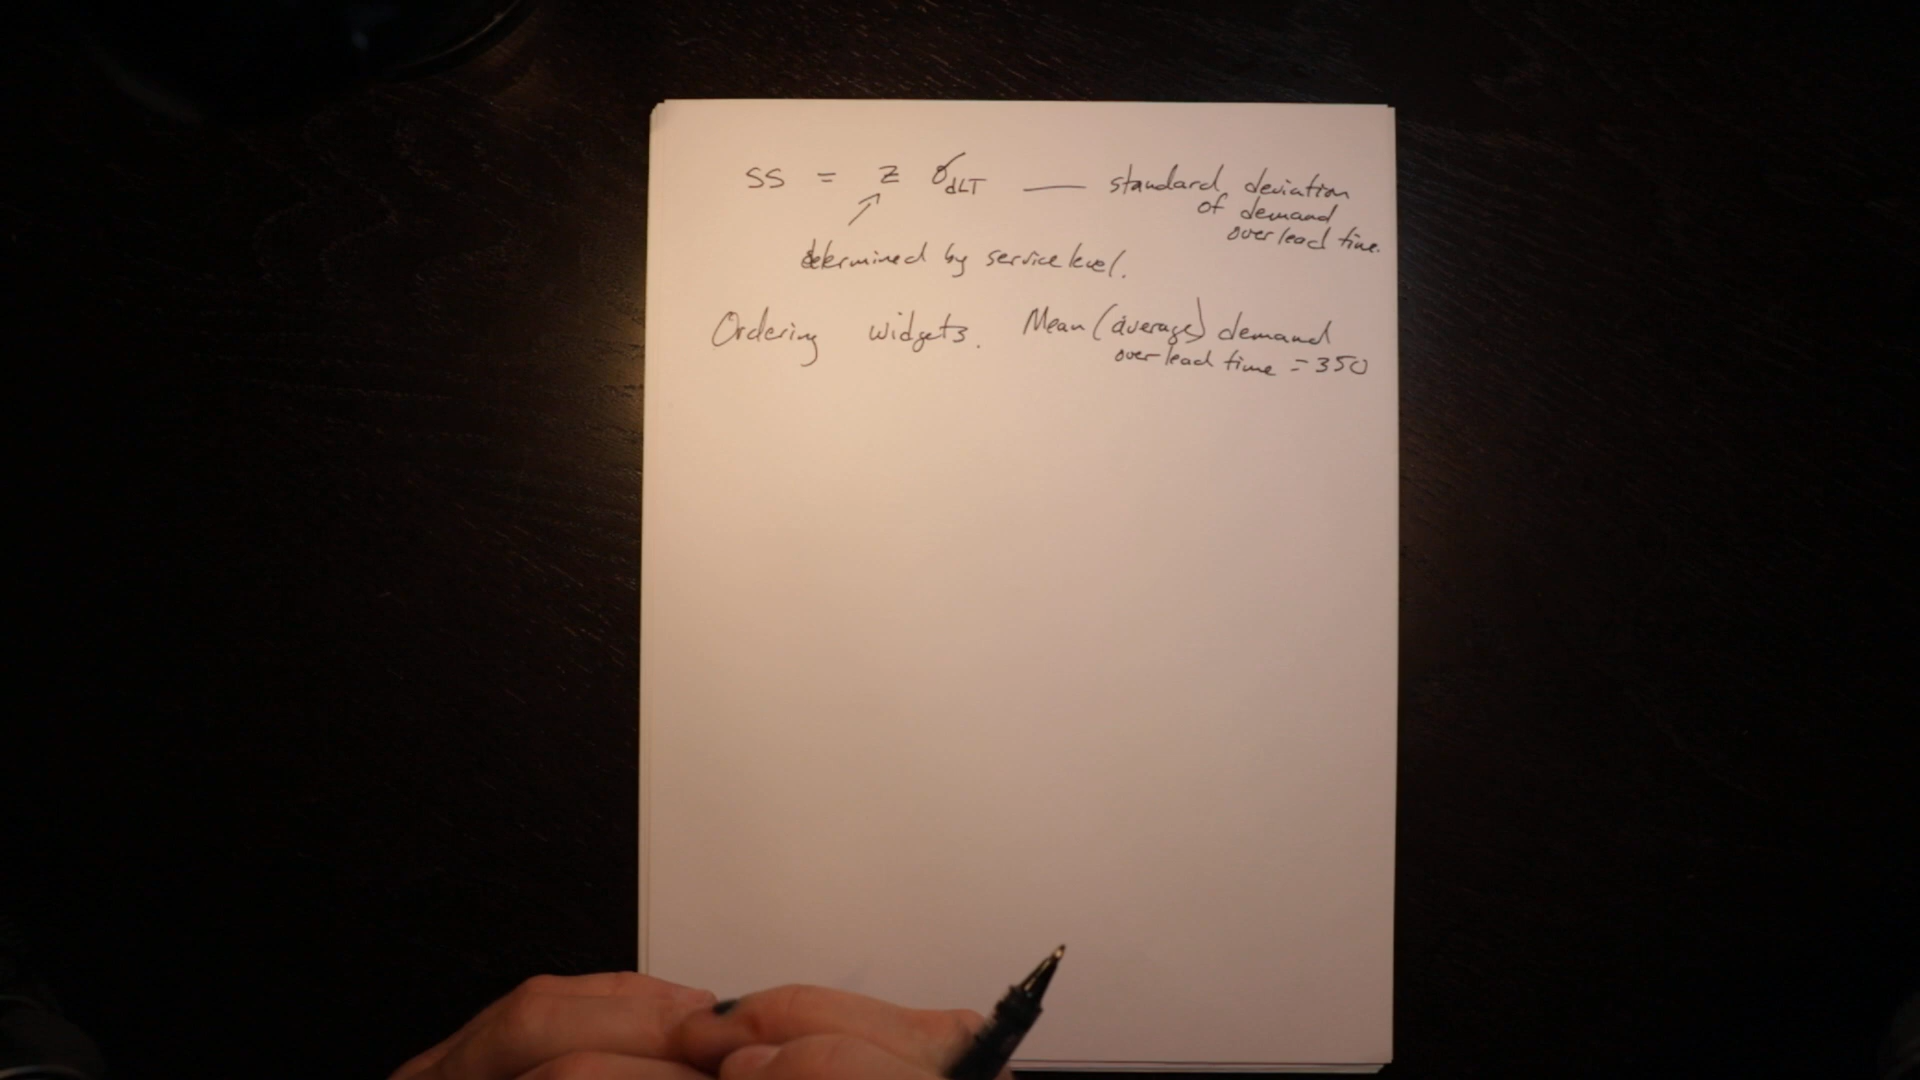 SS = Z σdLT — standard deviation
of demand
over lead time.
determined by service level.
Ordering widgets. Mean (average) demand
over lead time = 350